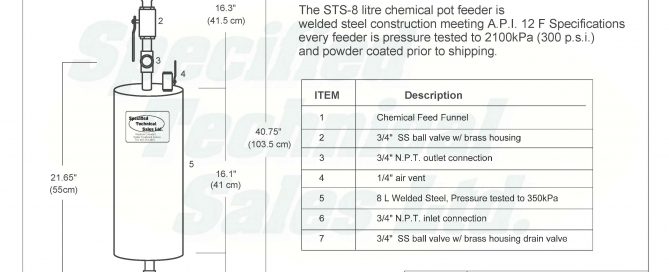 The STS-8 litre chemical pot feeder is
welded steel construction meeting A.P.I. 12 F Specifications
every feeder is pressure tested to 2100kPa (300 p.s.i.)
and powder coated prior to shipping.
16.3"
(41.5 cm)
2
3
4
Specified
Technical
Sales Ltd.
5
40.75"
(103.5 cm)
21.65"
(55cm)
16.1"
(41 cm)
ITEM Description
1 Chemical Feed Funnel
2 3/4" SS ball valve w/ brass housing
3 3/4" N.P.T. outlet connection
4 1/4" air vent
5 8 L Welded Steel, Pressure tested to 350kPa
6 3/4" N.P.T. inlet connection
7 3/4" SS ball valve w/ brass housing drain valve
Specified
Technical
Sales Ltd.